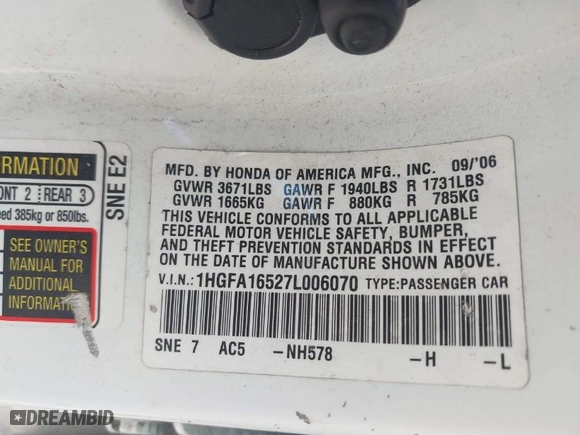 ORMATION
ONT 2 REAR 3
eed 385kg or 850lbs.
SEE OWNER'S
MANUAL FOR
ADDITIONAL
INFORMATION
SNE E2
MFD. BY HONDA OF AMERICA MFG., INC. 09/'06
GVWR 3671LBS GAWR F 1940LBS R 1731LBS
GVWR 1665KG GAWR F 880KG R 785KG
THIS VEHICLE CONFORMS TO ALL APPLICABLE
FEDERAL MOTOR VEHICLE SAFETY, BUMPER,
AND THEFT PREVENTION STANDARDS IN EFFECT
ON THE DATE OF MANUFACTURE SHOWN ABOVE.
V.I.N.: 1HGFA16527L006070 TYPE:PASSENGER CAR
SNE 7 AC5 -NH578 -H -L
DREAMBID